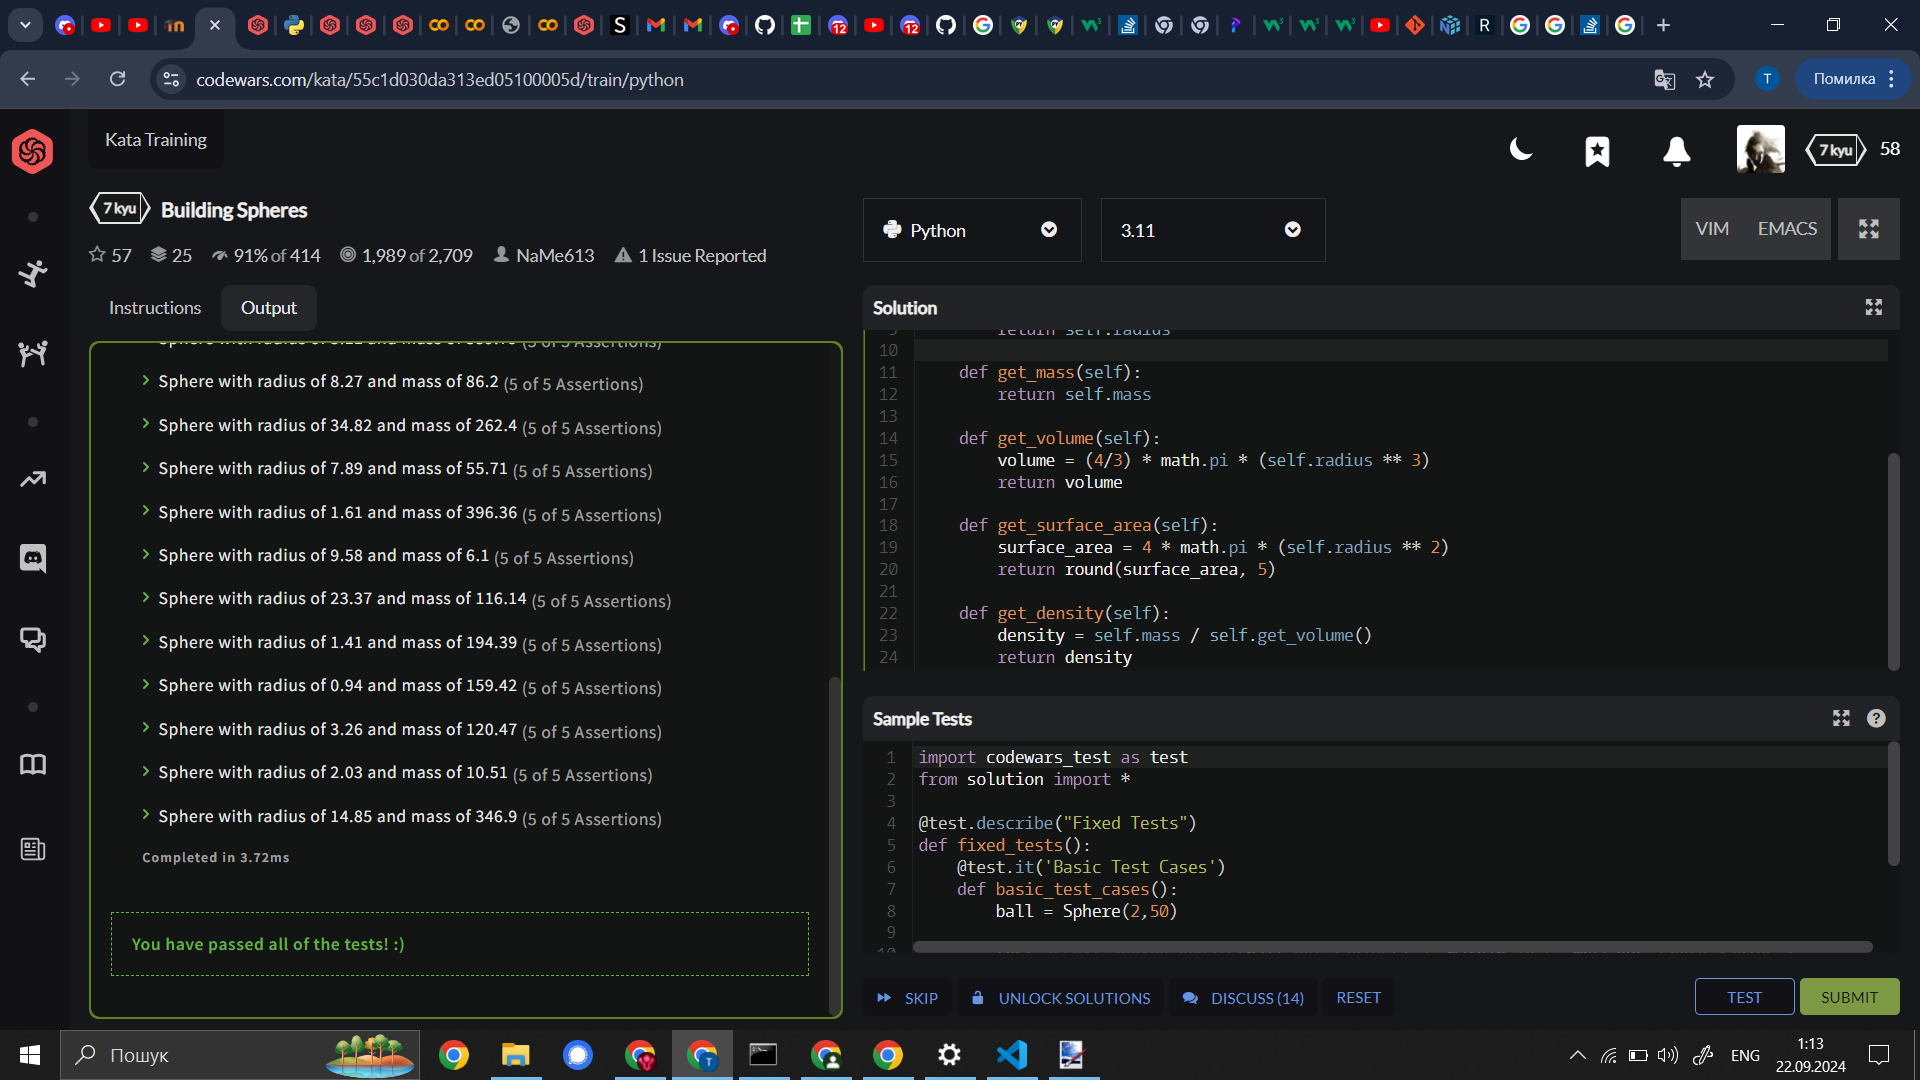 codewars.com/kata/55c1d030da313ed05100005d/train/python
Помилка
Kata Training
7 kyu
58
7 kyu
Building Spheres
57
25
91% of 414
1,989 of 2,709
NaMe613
1 Issue Reported
Python
3.11
VIM
EMACS
Instructions
Output
Sphere with radius of 8.27 and mass of 86.2 (5 of 5 Assertions)
Sphere with radius of 34.82 and mass of 262.4 (5 of 5 Assertions)
Sphere with radius of 7.89 and mass of 55.71 (5 of 5 Assertions)
Sphere with radius of 1.61 and mass of 396.36 (5 of 5 Assertions)
Sphere with radius of 9.58 and mass of 6.1 (5 of 5 Assertions)
Sphere with radius of 23.37 and mass of 116.14 (5 of 5 Assertions)
Sphere with radius of 1.41 and mass of 194.39 (5 of 5 Assertions)
Sphere with radius of 0.94 and mass of 159.42 (5 of 5 Assertions)
Sphere with radius of 3.26 and mass of 120.47 (5 of 5 Assertions)
Sphere with radius of 2.03 and mass of 10.51 (5 of 5 Assertions)
Sphere with radius of 14.85 and mass of 346.9 (5 of 5 Assertions)
Completed in 3.72ms
You have passed all of the tests! :)
Solution
9 return self.radius
10
11 def get_mass(self):
12 return self.mass
13
14 def get_volume(self):
15 volume = (4/3) * math.pi * (self.radius ** 3)
16 return volume
17
18 def get_surface_area(self):
19 surface_area = 4 * math.pi * (self.radius ** 2)
20 return round(surface_area, 5)
21
22 def get_density(self):
23 density = self.mass / self.get_volume()
24 return density
Sample Tests
1 import codewars_test as test
2 from solution import *
3
4 @test.describe("Fixed Tests")
5 def fixed_tests():
6 @test.it('Basic Test Cases')
7 def basic_test_cases():
8 ball = Sphere(2,50)
9
10
SKIP
UNLOCK SOLUTIONS
DISCUSS (14)
RESET
TEST
SUBMIT
Пошук
ENG
1:13
22.09.2024